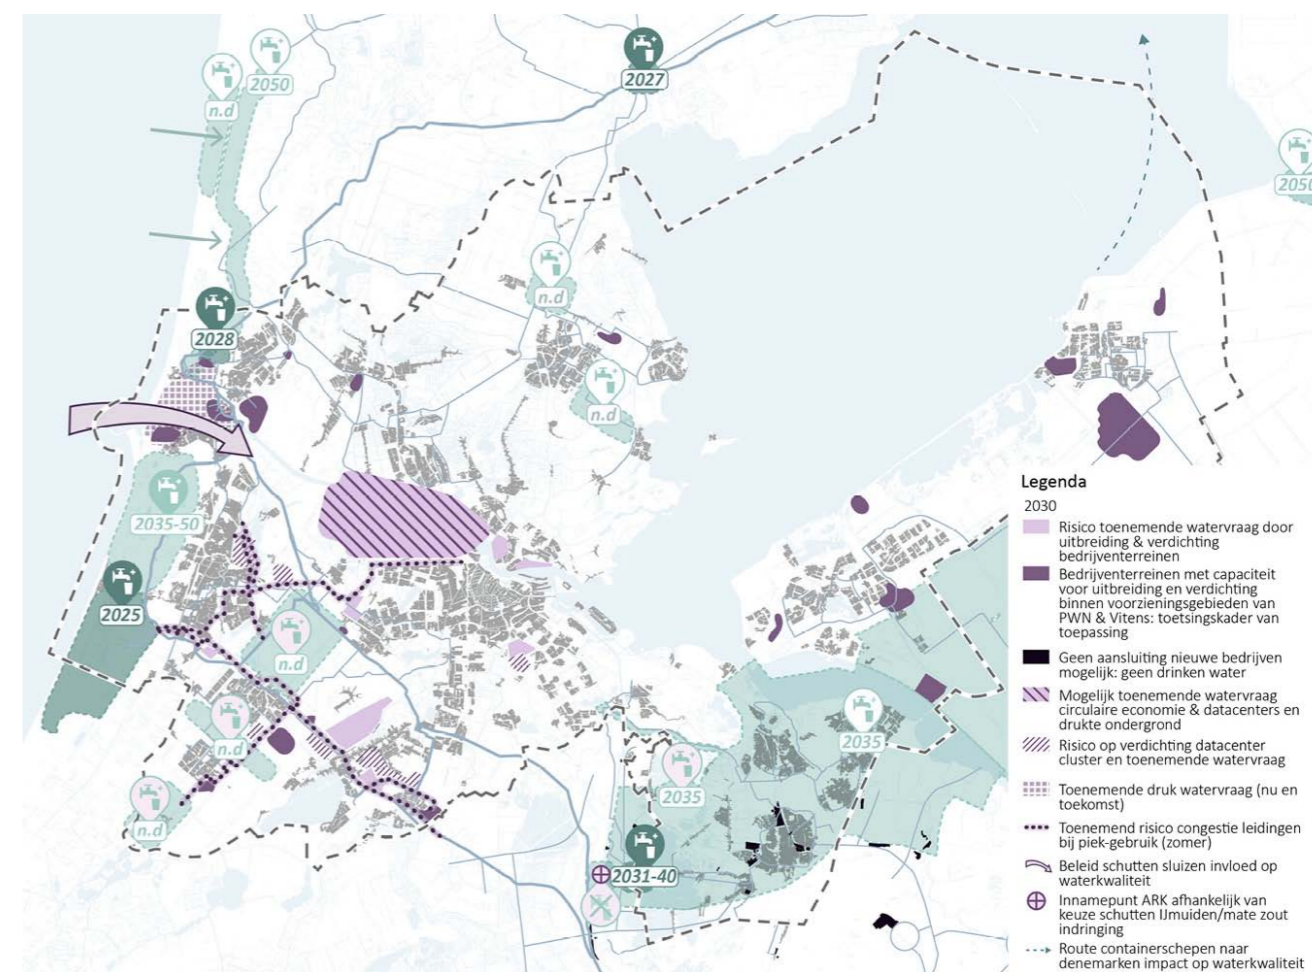 2050
n.d
2027
2050
n.d
2028
n.d
2035-50
2025
n.d
n.d
n.d
2035
2035
2031-40
Legenda
2030
Risico toenemende watervraag door
uitbreiding & verdichting
bedrijventerreinen
Bedrijventerreinen met capaciteit
voor uitbreiding en verdichting
binnen voorzieningsgebieden van
PWN & Vitens: toetsingskader van
toepassing
Geen aansluiting nieuwe bedrijven
mogelijk: geen drinken water
Mogelijk toenemende watervraag
circulaire economie & datacenters en
drukte ondergrond
Risico op verdichting datacenter
cluster en toenemende watervraag
Toenemende druk watervraag (nu en
toekomst)
Toenemend risico congestie leidingen
bij piek-gebruik (zomer)
Beleid schutten sluizen invloed op
waterkwaliteit
Innamepunt ARK afhankelijk van
keuze schutten IJmuiden/mate zout
indringing
Route containerschepen naar
denemarken impact op waterkwaliteit